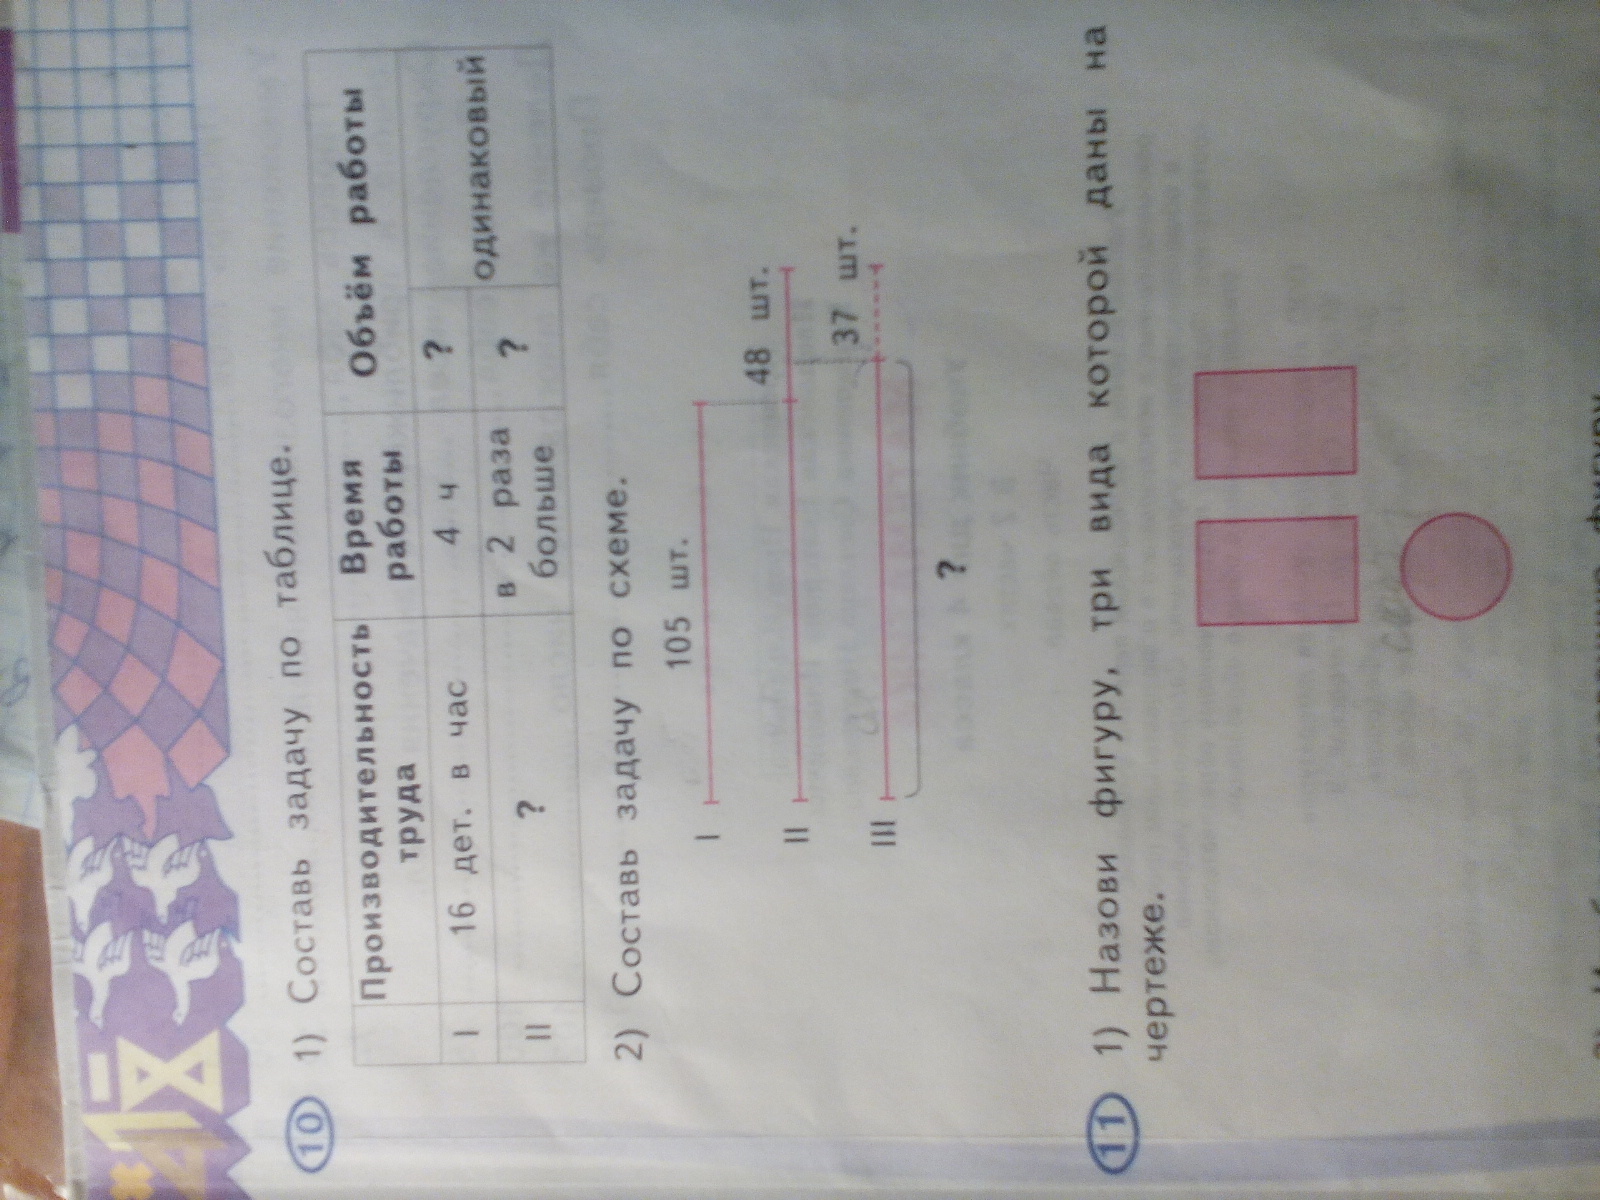 10 1) Составь задачу по таблице.
Производительность труда Время работы Объём работы
I 16 дет. в час 4 ч ? одинаковый
II ? в 2 раза больше ?
2) Составь задачу по схеме.
105 шт.
I
48 шт.
II
37 шт.
III
?
11 1) Назови фигуру, три вида которой даны на
чертеже.